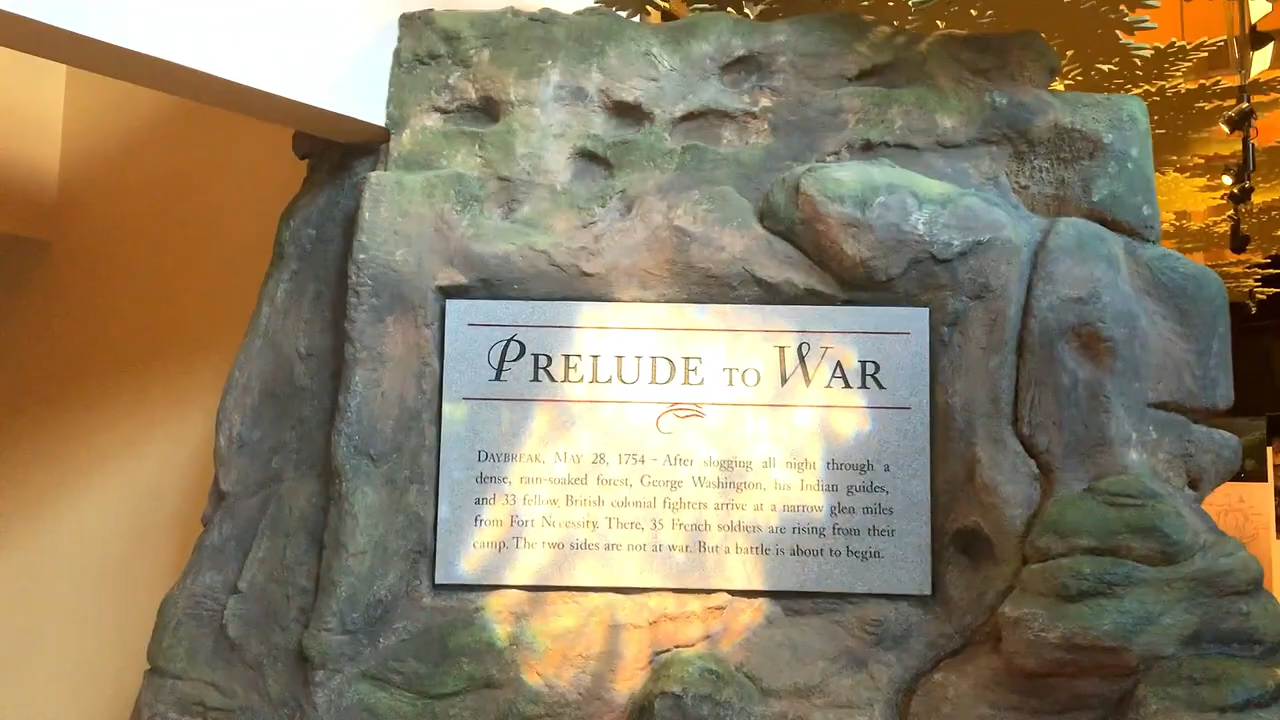 PRELUDE TO WAR
DAYBREAK, MAY 28, 1754 - After slogging all night through a
dense, rain-soaked forest, George Washington, his Indian guides,
and 33 fellow British colonial fighters arrive at a narrow glen miles
from Fort Necessity. There, 35 French soldiers are rising from their
camp. The two sides are not at war. But a battle is about to begin.